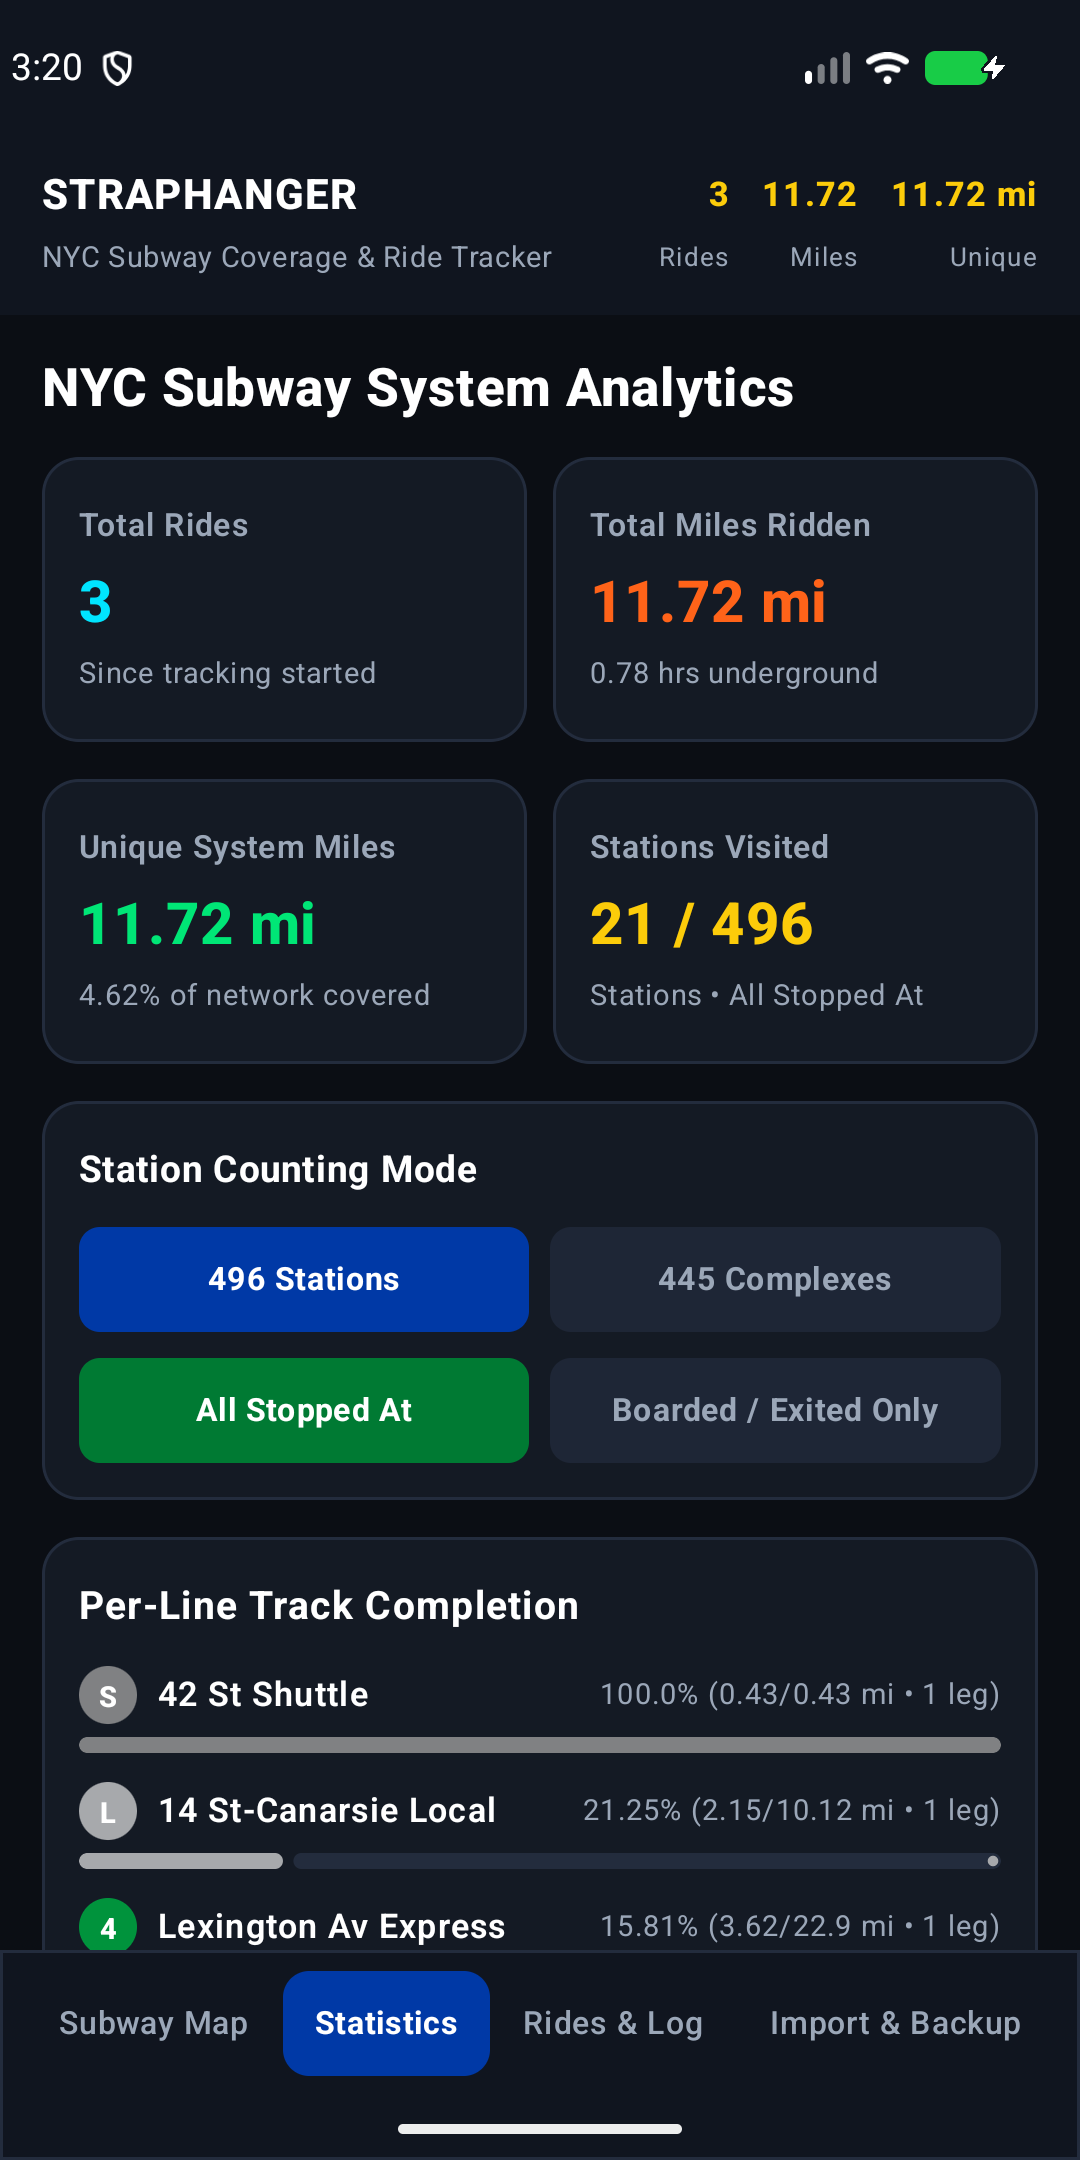 3:20
STRAPHANGER
3 11.72 11.72 mi
NYC Subway Coverage & Ride Tracker
Rides Miles Unique
NYC Subway System Analytics
Total Rides
3
Since tracking started
Total Miles Ridden
11.72 mi
0.78 hrs underground
Unique System Miles
11.72 mi
4.62% of network covered
Stations Visited
21 / 496
Stations • All Stopped At
Station Counting Mode
496 Stations
445 Complexes
All Stopped At
Boarded / Exited Only
Per-Line Track Completion
S 42 St Shuttle 100.0% (0.43/0.43 mi • 1 leg)
L 14 St-Canarsie Local 21.25% (2.15/10.12 mi • 1 leg)
4 Lexington Av Express 15.81% (3.62/22.9 mi • 1 leg)
Subway Map Statistics Rides & Log Import & Backup